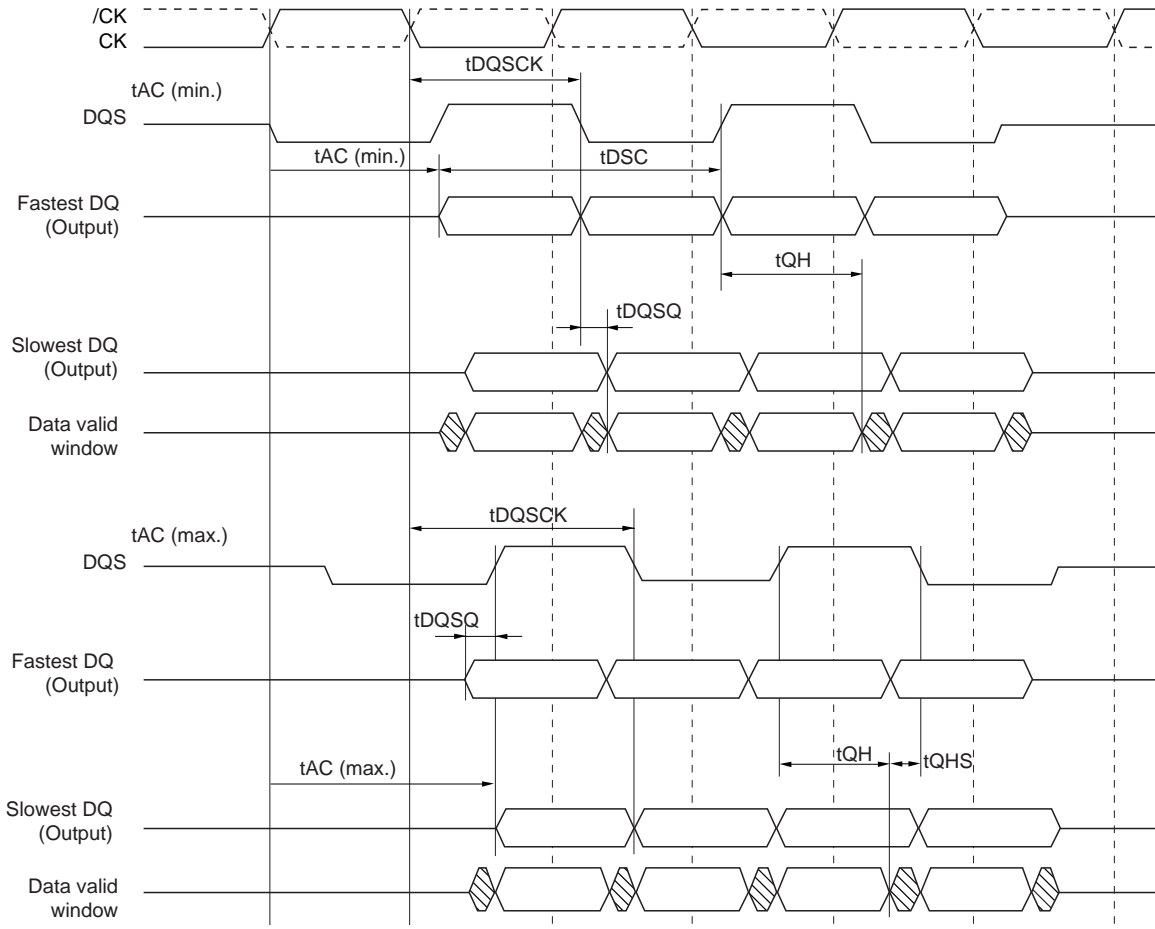 /CK
CK
tDQSCK
tAC (min.)
DQS
tAC (min.)
tDSC
Fastest DQ
(Output)
tQH
tDQSQ
Slowest DQ
(Output)
Data valid
window
tDQSCK
tAC (max.)
DQS
tDQSQ
Fastest DQ
(Output)
tQH
tQHS
tAC (max.)
Slowest DQ
(Output)
Data valid
window